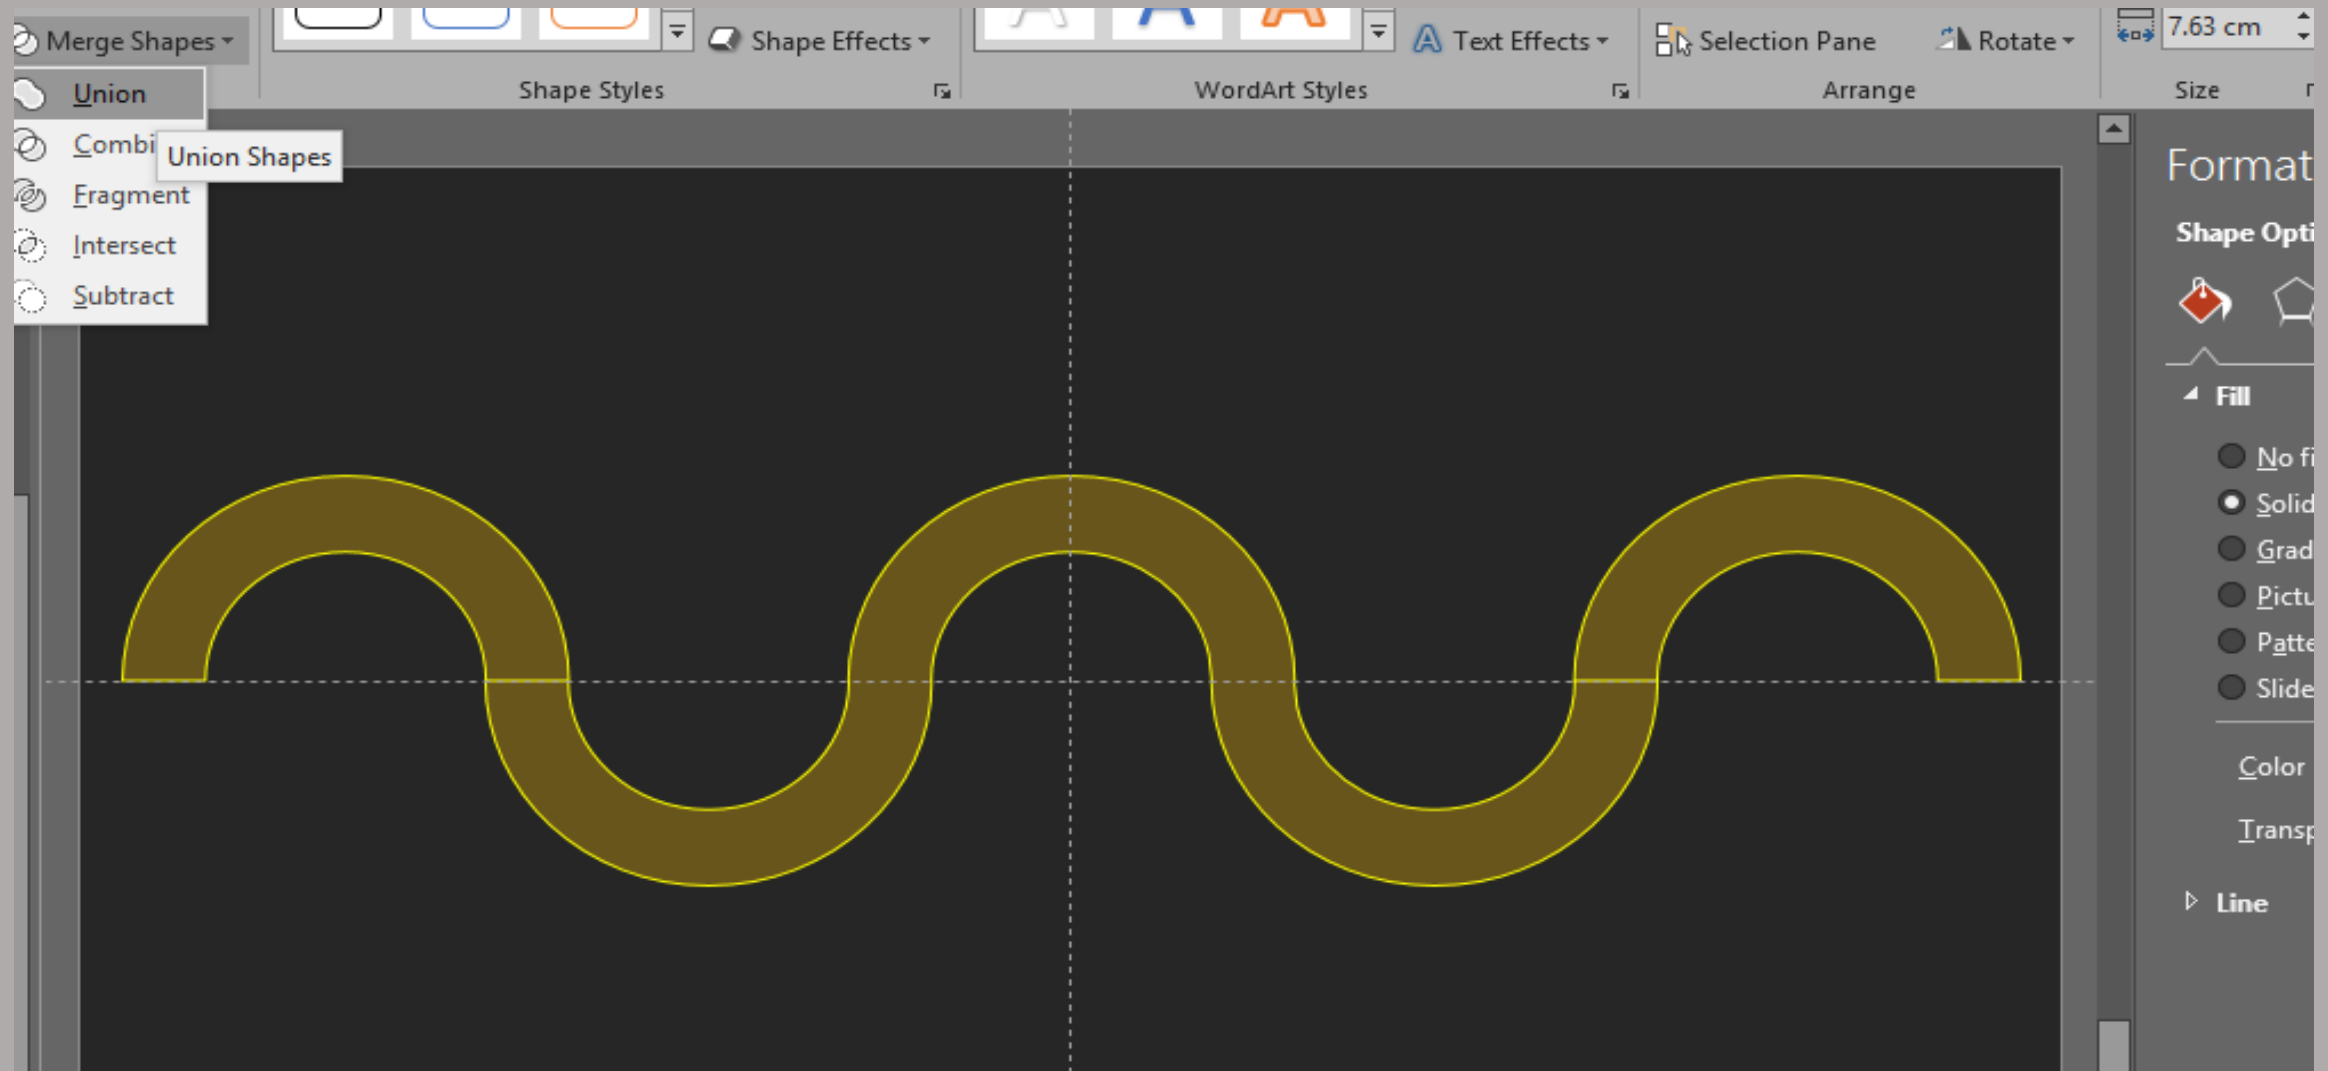 Merge Shapes
Shape Effects
Text Effects
Selection Pane
Rotate
7.63 cm
Shape Styles
WordArt Styles
Arrange
Size
Union
Combi
Union Shapes
Fragment
Intersect
Subtract
Format
Shape Opti
Fill
No fi
Solid
Grad
Pictu
Patte
Slide
Color
Transp
Line